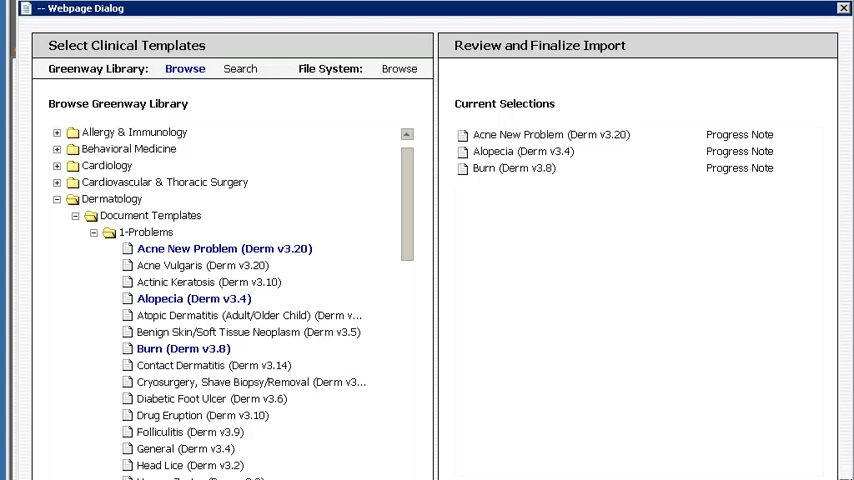 -- Webpage Dialog
Select Clinical Templates
Greenway Library: Browse Search File System: Browse
Browse Greenway Library
Allergy & Immunology
Behavioral Medicine
Cardiology
Cardiovascular & Thoracic Surgery
Dermatology
Document Templates
1-Problems
Acne New Problem (Derm v3.20)
Acne Vulgaris (Derm v3.20)
Actinic Keratosis (Derm v3.10)
Alopecia (Derm v3.4)
Atopic Dermatitis (Adult/Older Child) (Derm v...
Benign Skin/Soft Tissue Neoplasm (Derm v3.5)
Burn (Derm v3.8)
Contact Dermatitis (Derm v3.14)
Cryosurgery, Shave Biopsy/Removal (Derm v3...
Diabetic Foot Ulcer (Derm v3.6)
Drug Eruption (Derm v3.10)
Folliculitis (Derm v3.9)
General (Derm v3.4)
Head Lice (Derm v3.2)
Review and Finalize Import
Current Selections
Acne New Problem (Derm v3.20) Progress Note
Alopecia (Derm v3.4) Progress Note
Burn (Derm v3.8) Progress Note